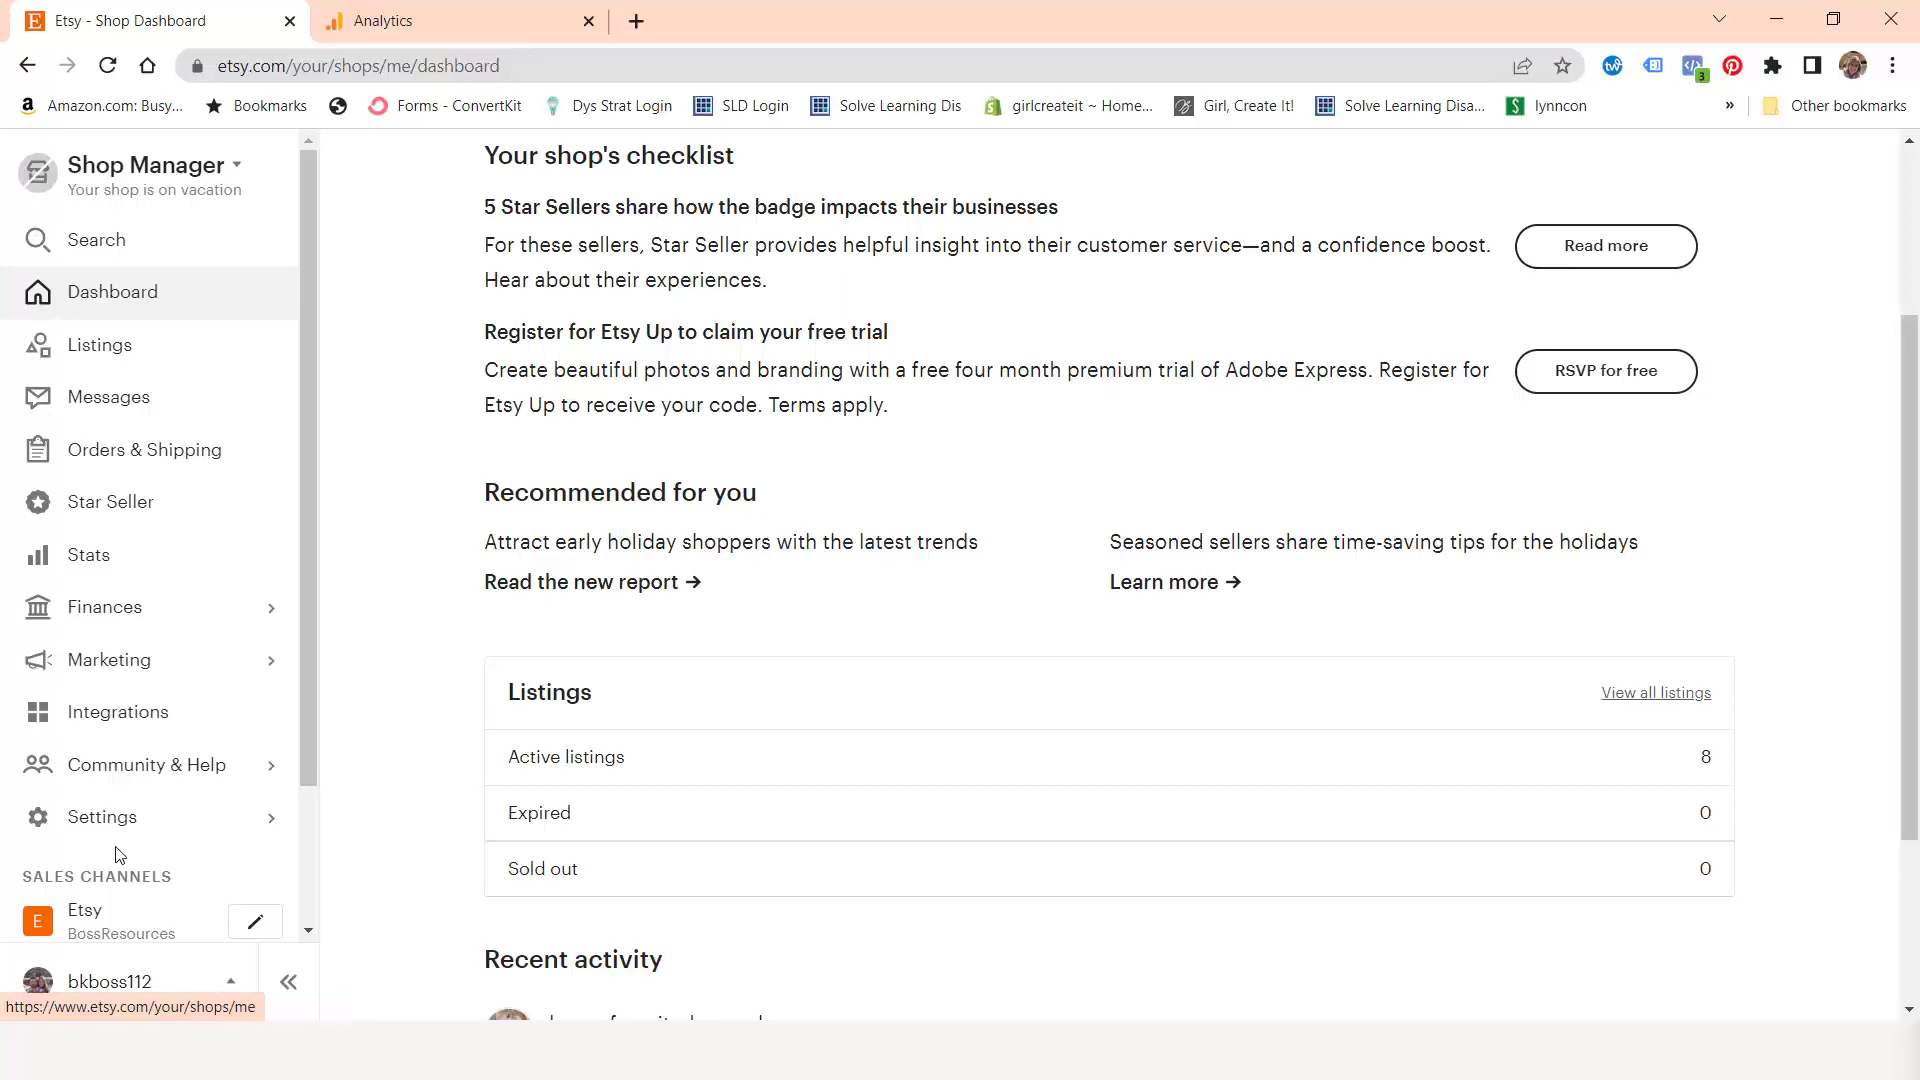 Etsy - Shop Dashboard
Analytics
etsy.com/your/shops/me/dashboard
3
Amazon.com: Busy...
Bookmarks
Forms - ConvertKit
Dys Strat Login
SLD Login
Solve Learning Dis
girlcreateit ~ Home...
Girl, Create It!
Solve Learning Disa...
lynncon
»
Other bookmarks
Shop Manager
Your shop is on vacation
Search
Dashboard
Listings
Messages
Orders & Shipping
Star Seller
Stats
Finances
Marketing
Integrations
Community & Help
Settings
SALES CHANNELS
E
Etsy
BossResources
bkboss112
https://www.etsy.com/your/shops/me
Your shop's checklist
5 Star Sellers share how the badge impacts their businesses
For these sellers, Star Seller provides helpful insight into their customer service—and a confidence boost.
Hear about their experiences.
Read more
Register for Etsy Up to claim your free trial
Create beautiful photos and branding with a free four month premium trial of Adobe Express. Register for
Etsy Up to receive your code. Terms apply.
RSVP for free
Recommended for you
Attract early holiday shoppers with the latest trends
Read the new report →
Seasoned sellers share time-saving tips for the holidays
Learn more →
Listings
View all listings
Active listings 8
Expired 0
Sold out 0
Recent activity